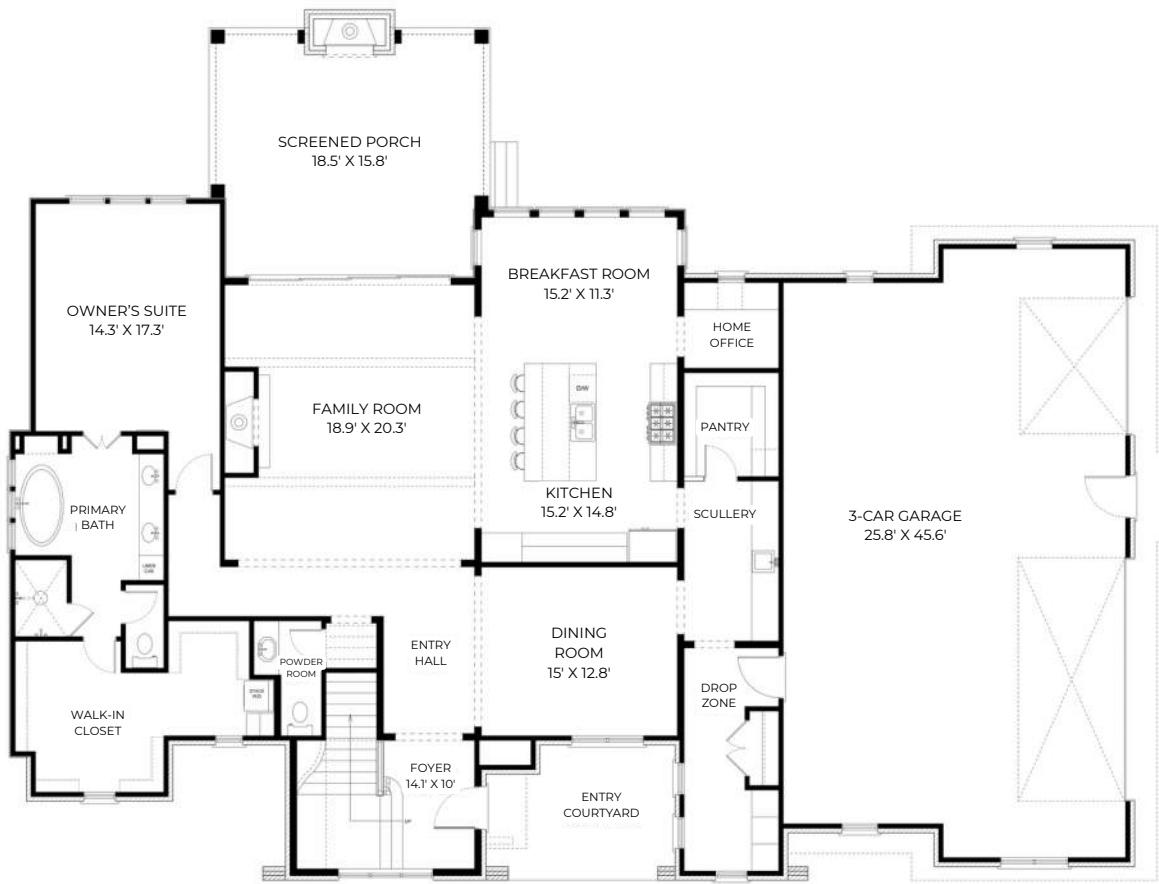 SCREENED PORCH
18.5' X 15.8'
BREAKFAST ROOM
15.2' X 11.3'
OWNER'S SUITE
14.3' X 17.3'
HOME
OFFICE
FAMILY ROOM
18.9' X 20.3'
D/W
PANTRY
KITCHEN
15.2' X 14.8'
SCULLERY
3-CAR GARAGE
25.8' X 45.6'
PRIMARY
BATH
LINEN
CAB
ENTRY
HALL
DINING
ROOM
15' X 12.8'
POWDER
ROOM
DROP
ZONE
WALK-IN
CLOSET
FOYER
14.1' X 10'
ENTRY
COURTYARD
UP